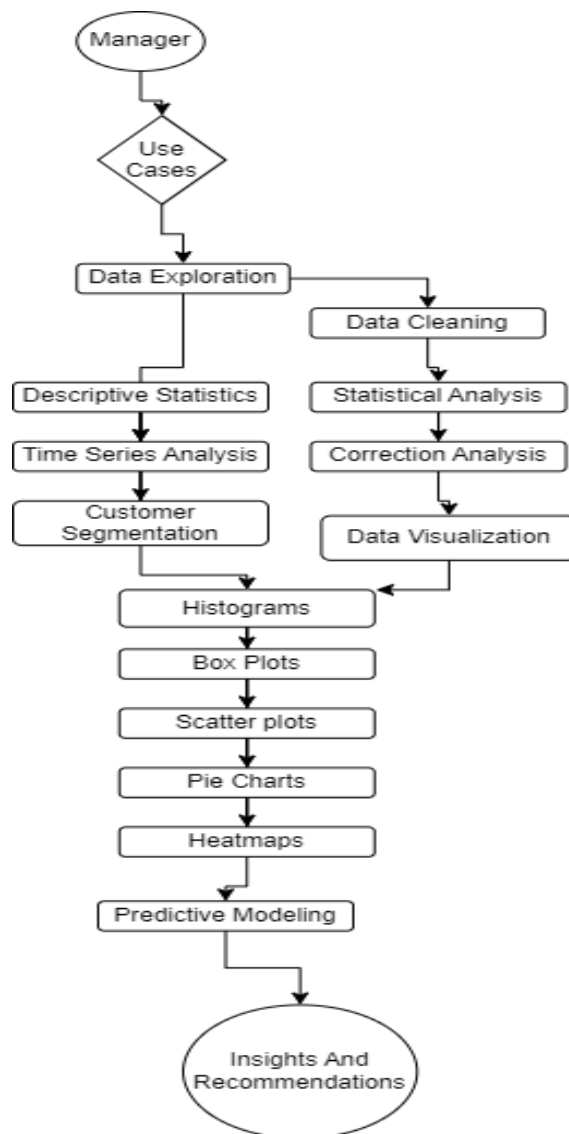 Manager
Use
Cases
Data Exploration
Data Cleaning
Descriptive Statistics
Statistical Analysis
Time Series Analysis
Correction Analysis
Customer
Segmentation
Data Visualization
Histograms
Box Plots
Scatter plots
Pie Charts
Heatmaps
Predictive Modeling
Insights And
Recommendations